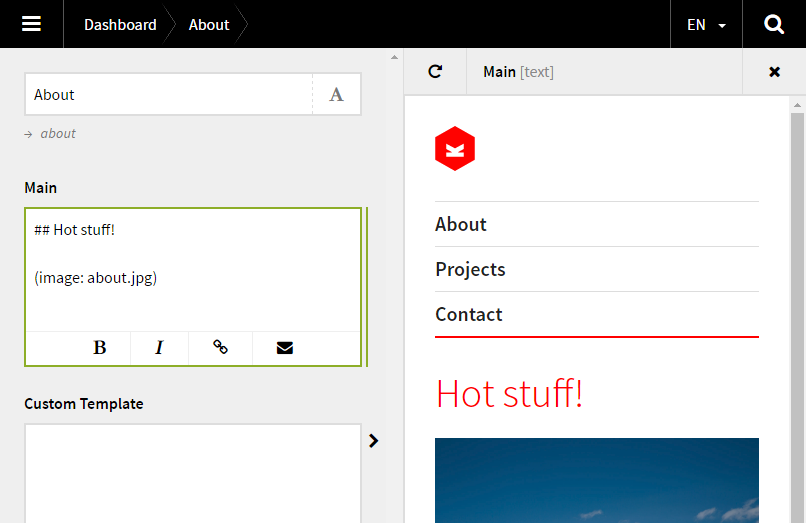 Dashboard About EN
About A
→ about
Main
## Hot stuff!
(image: about.jpg)
B I
Custom Template
Main [text]
About
Projects
Contact
Hot stuff!